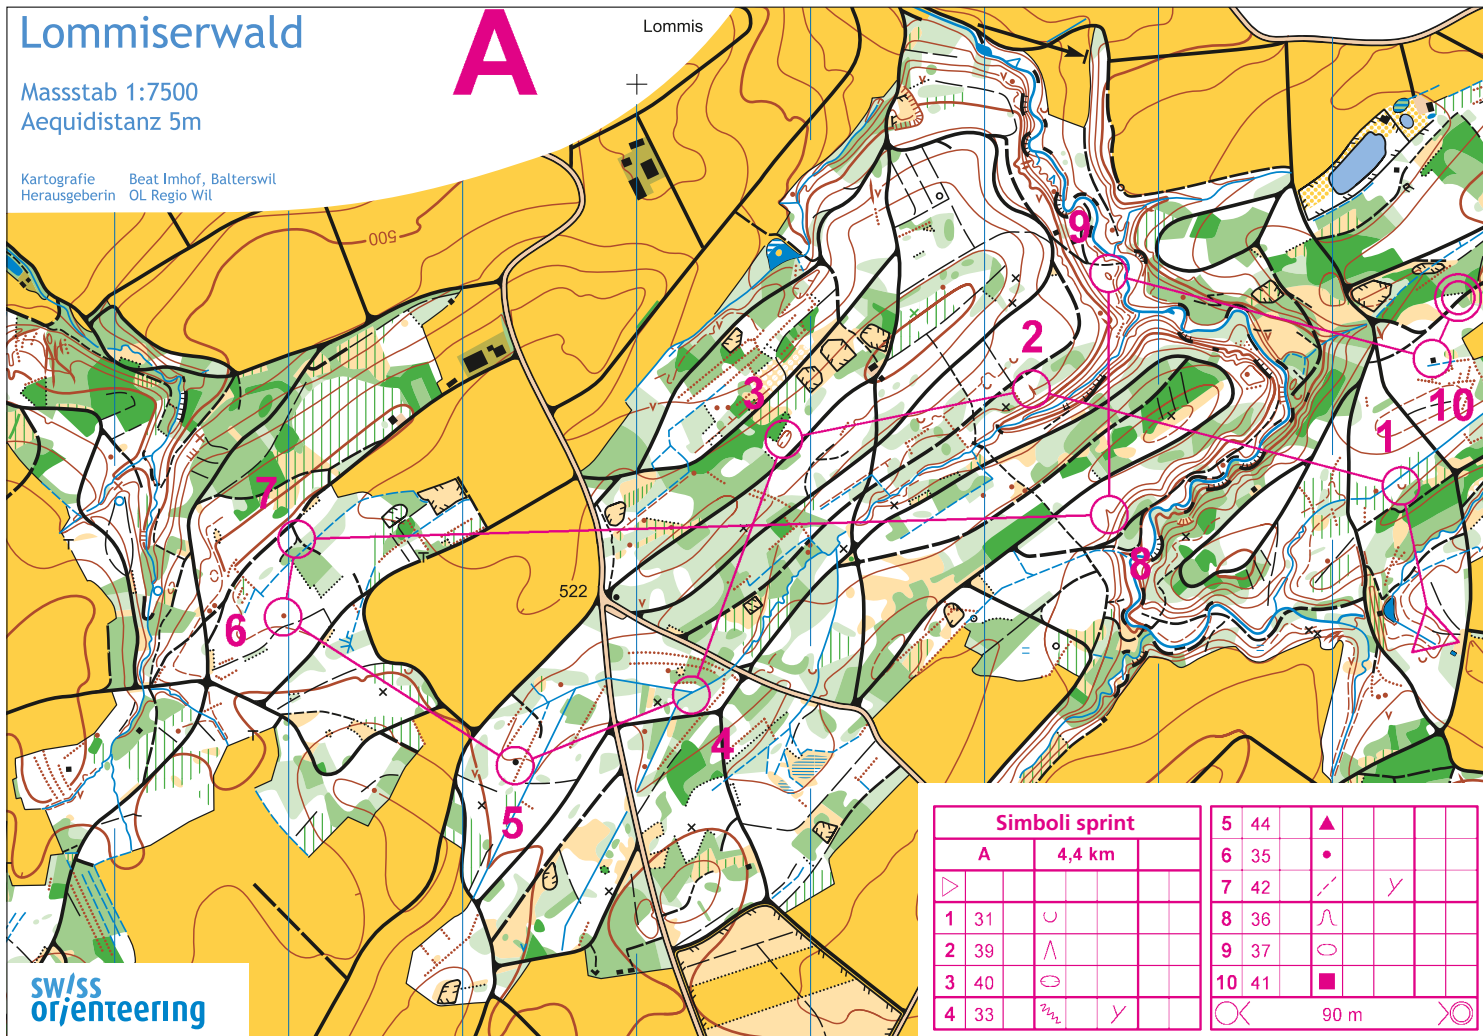 Lommiserwald
A
Lommis
Massstab 1:7500
Aequidistanz 5m
Kartografie Beat Imhof, Balterswil
Herausgeberin OL Regio Wil
500
522
1
2
3
4
5
6
7
8
9
10
Simboli sprint
A 4,4 km
1 31
2 39
3 40
4 33
5 44
6 35
7 42
8 36
9 37
10 41
90 m
swiss
orienteering